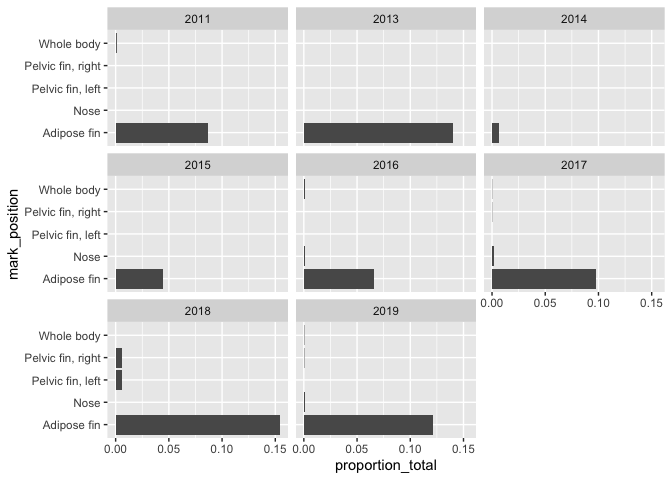 2011
2013
2014
Whole body
Pelvic fin, right
Pelvic fin, left
Nose
Adipose fin
2015
2016
2017
mark_position
Whole body
Pelvic fin, right
Pelvic fin, left
Nose
Adipose fin
0.00 0.05 0.10 0.15
2018
2019
Whole body
Pelvic fin, right
Pelvic fin, left
Nose
Adipose fin
0.00 0.05 0.10 0.15
0.00 0.05 0.10 0.15
proportion_total